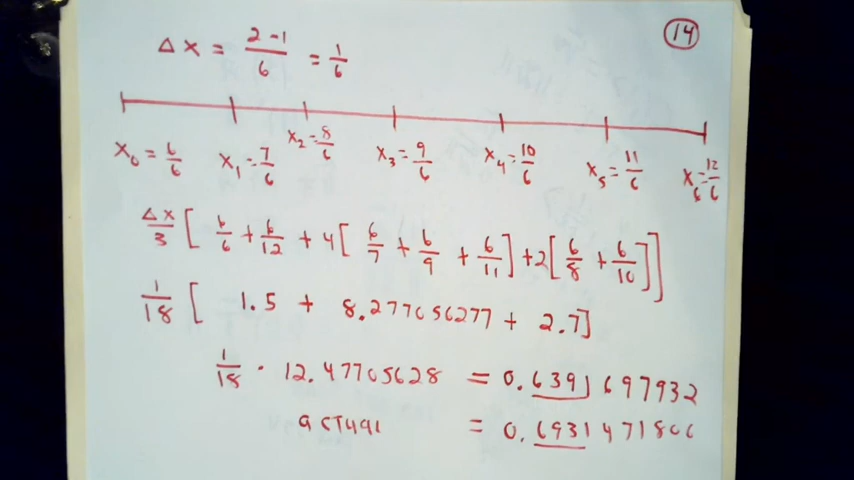 14
Δx = (2-1)/6 = 1/6
x₀ = 6/6 x₁ = 7/6 x₂ = 8/6 x₃ = 9/6 x₄ = 10/6 x₅ = 11/6 x₆ = 12/6
Δx/3 [ 6/6 + 6/12 + 4[ 6/7 + 6/9 + 6/11 ] + 2[ 6/8 + 6/10 ] ]
1/18 [ 1.5 + 8.277056277 + 2.7 ]
1/18 · 12.47705628 = 0.6391697932
actual = 0.6931471806